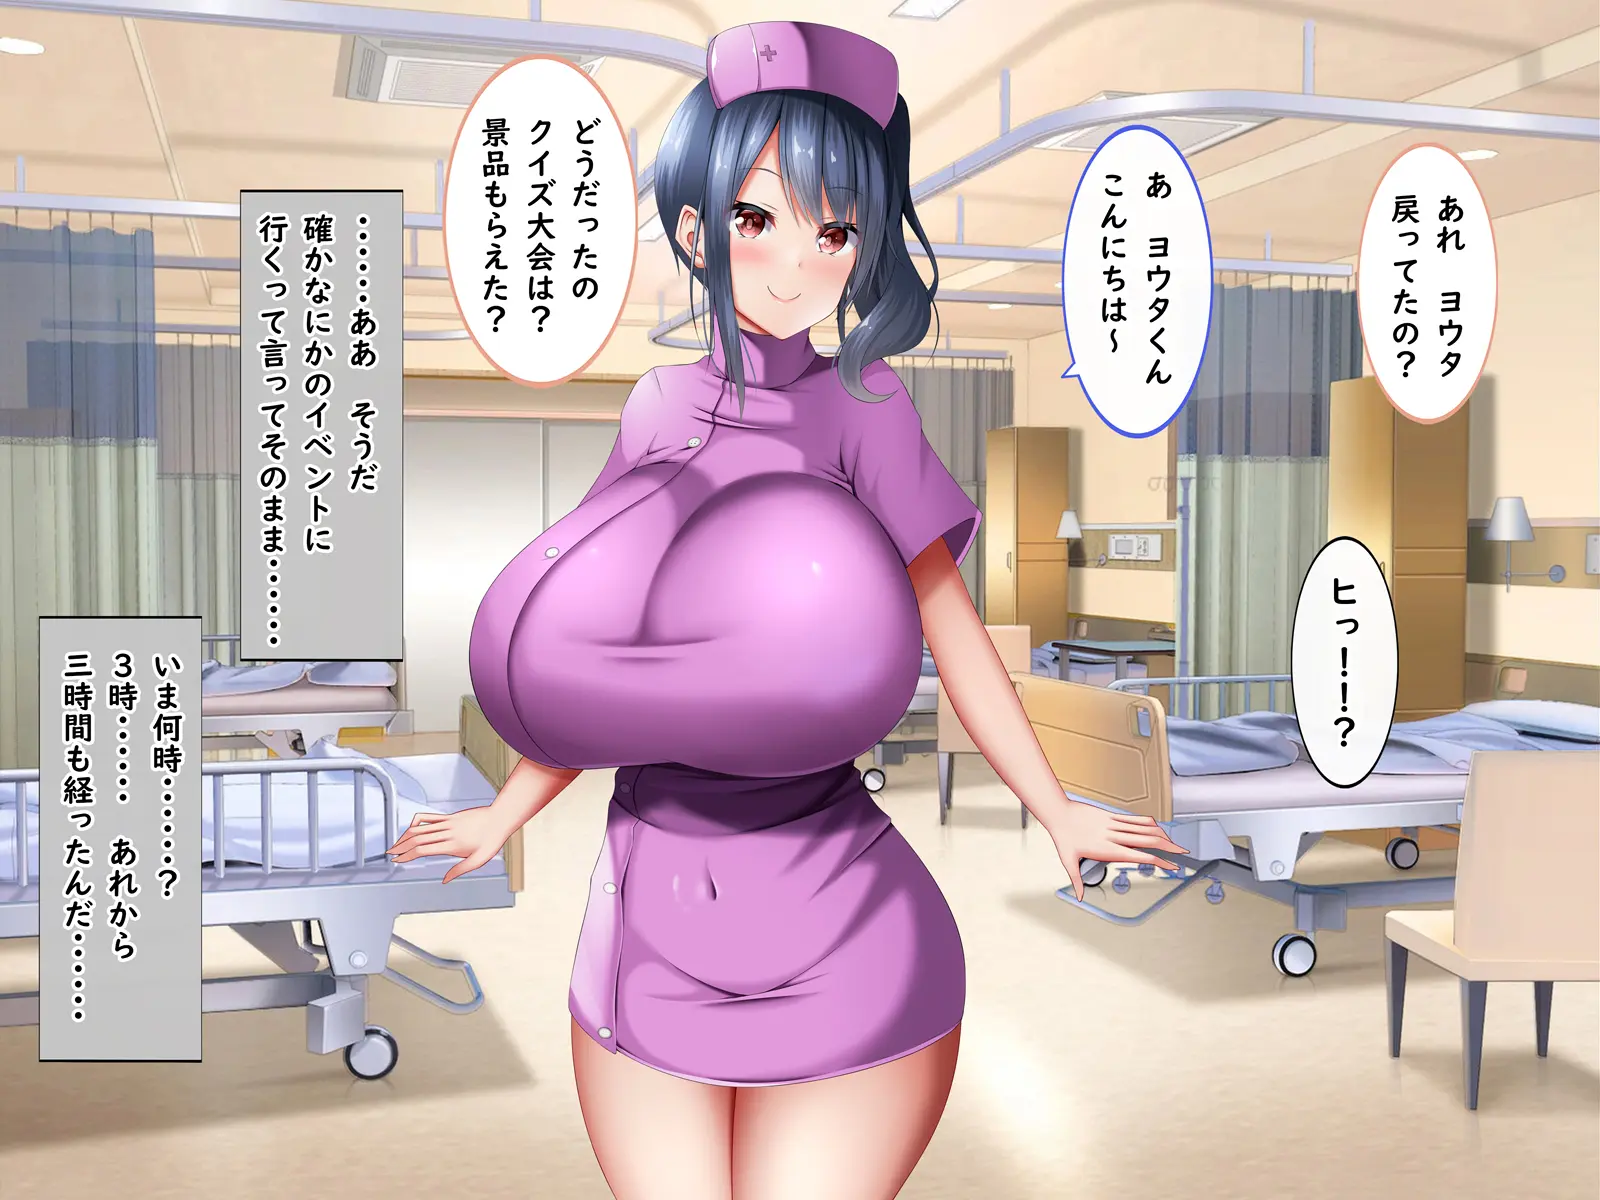 あれ　ヨウタ
戻ってたの？
あ　ヨウタくん
こんにちは～
ヒっ！！！？
どうだったの
クイズ大会は？
景品もらえた？
・・・・・・ああ　そうだ
確かなにかのイベントに
行くって言ってそのまま・・・・・・
いま何時・・・・・・？
３時・・・・・・　あれから
三時間も経ったんだ・・・・・・